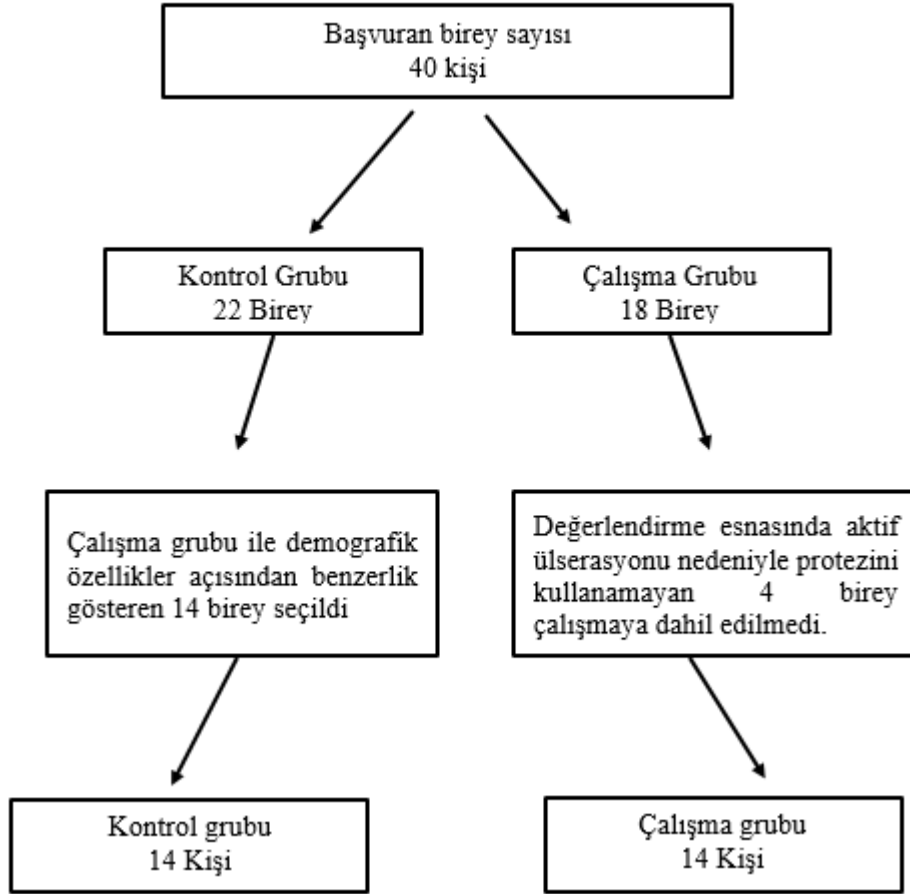 Başvuran birey sayısı
40 kişi
Kontrol Grubu
22 Birey
Çalışma Grubu
18 Birey
Çalışma grubu ile demografik
özellikler açısından benzerlik
gösteren 14 birey seçildi
Değerlendirme esnasında aktif
ülserasyonu nedeniyle protezini
kullanamayan 4 birey
çalışmaya dahil edilmedi.
Kontrol grubu
14 Kişi
Çalışma grubu
14 Kişi